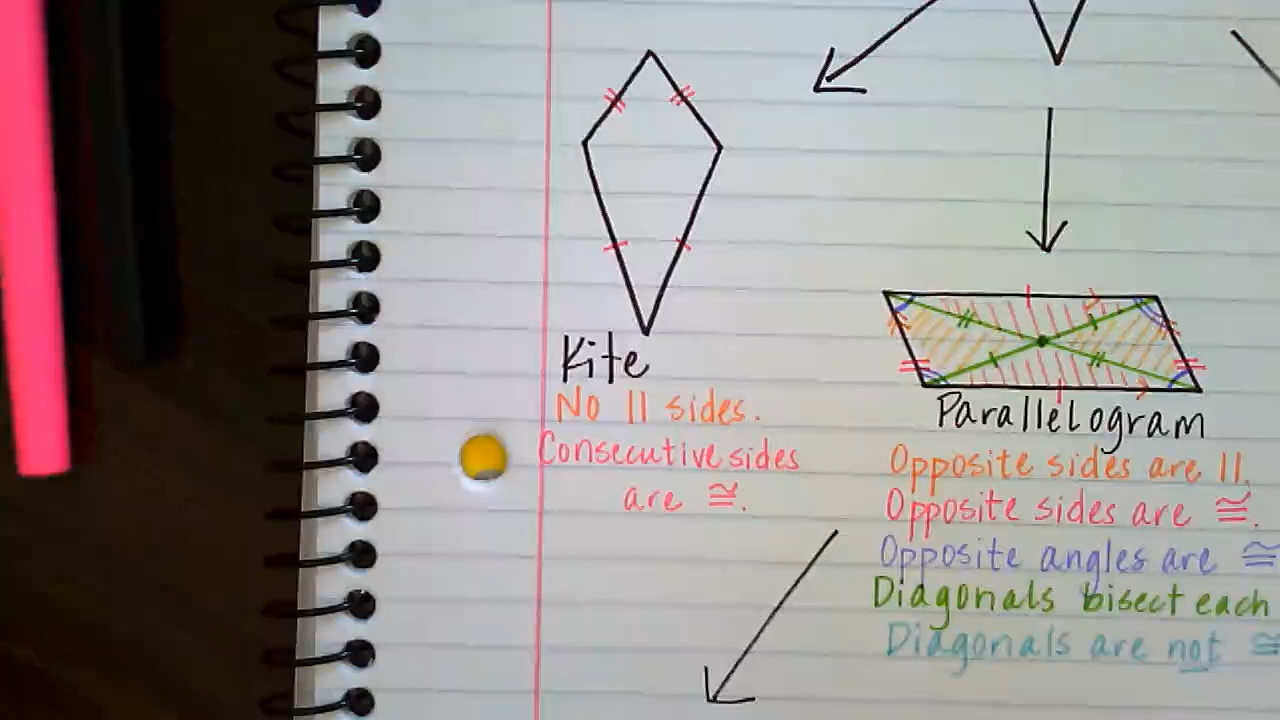 Kite
No || sides.
Consecutive sides
are ≅.
Parallelogram
Opposite sides are ||.
Opposite sides are ≅.
Opposite angles are ≅
Diagonals bisect each
Diagonals are not ≅